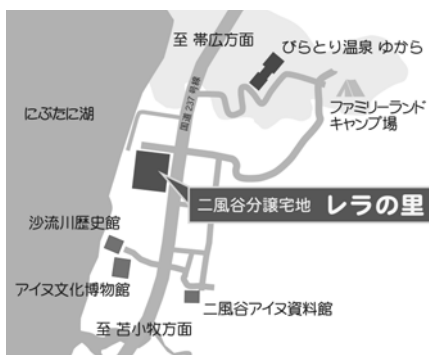 至 帯広方面
びらとり温泉 ゆから
国道237号線
ファミリーランド
キャンプ場
にぶたに湖
二風谷分譲宅地 レラの里
沙流川歴史館
アイヌ文化博物館
二風谷アイヌ資料館
至 苫小牧方面